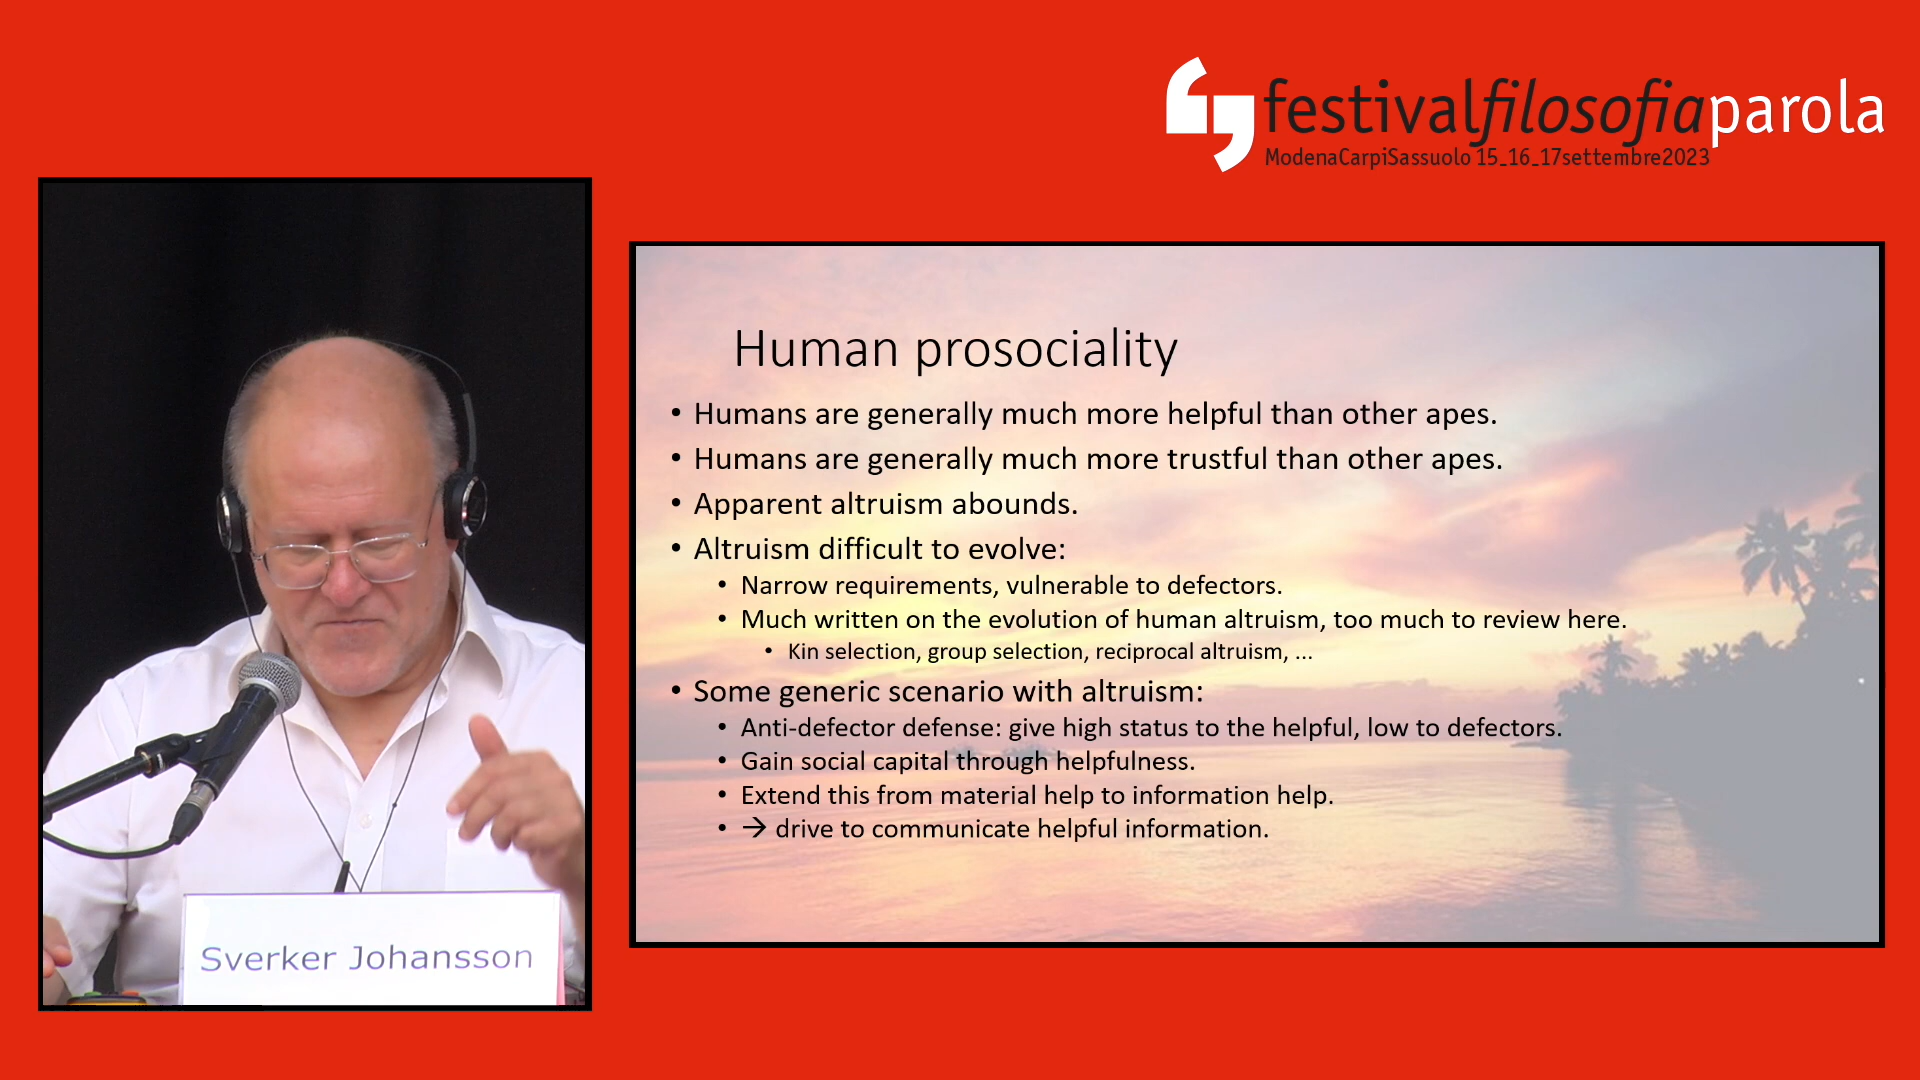 festivalfilosofiaparola
ModenaCarpiSassuolo 15_16_17settembre2023
Human prosociality
• Humans are generally much more helpful than other apes.
• Humans are generally much more trustful than other apes.
• Apparent altruism abounds.
• Altruism difficult to evolve:
• Narrow requirements, vulnerable to defectors.
• Much written on the evolution of human altruism, too much to review here.
• Kin selection, group selection, reciprocal altruism, ...
• Some generic scenario with altruism:
• Anti-defector defense: give high status to the helpful, low to defectors.
• Gain social capital through helpfulness.
• Extend this from material help to information help.
• → drive to communicate helpful information.
Sverker Johansson